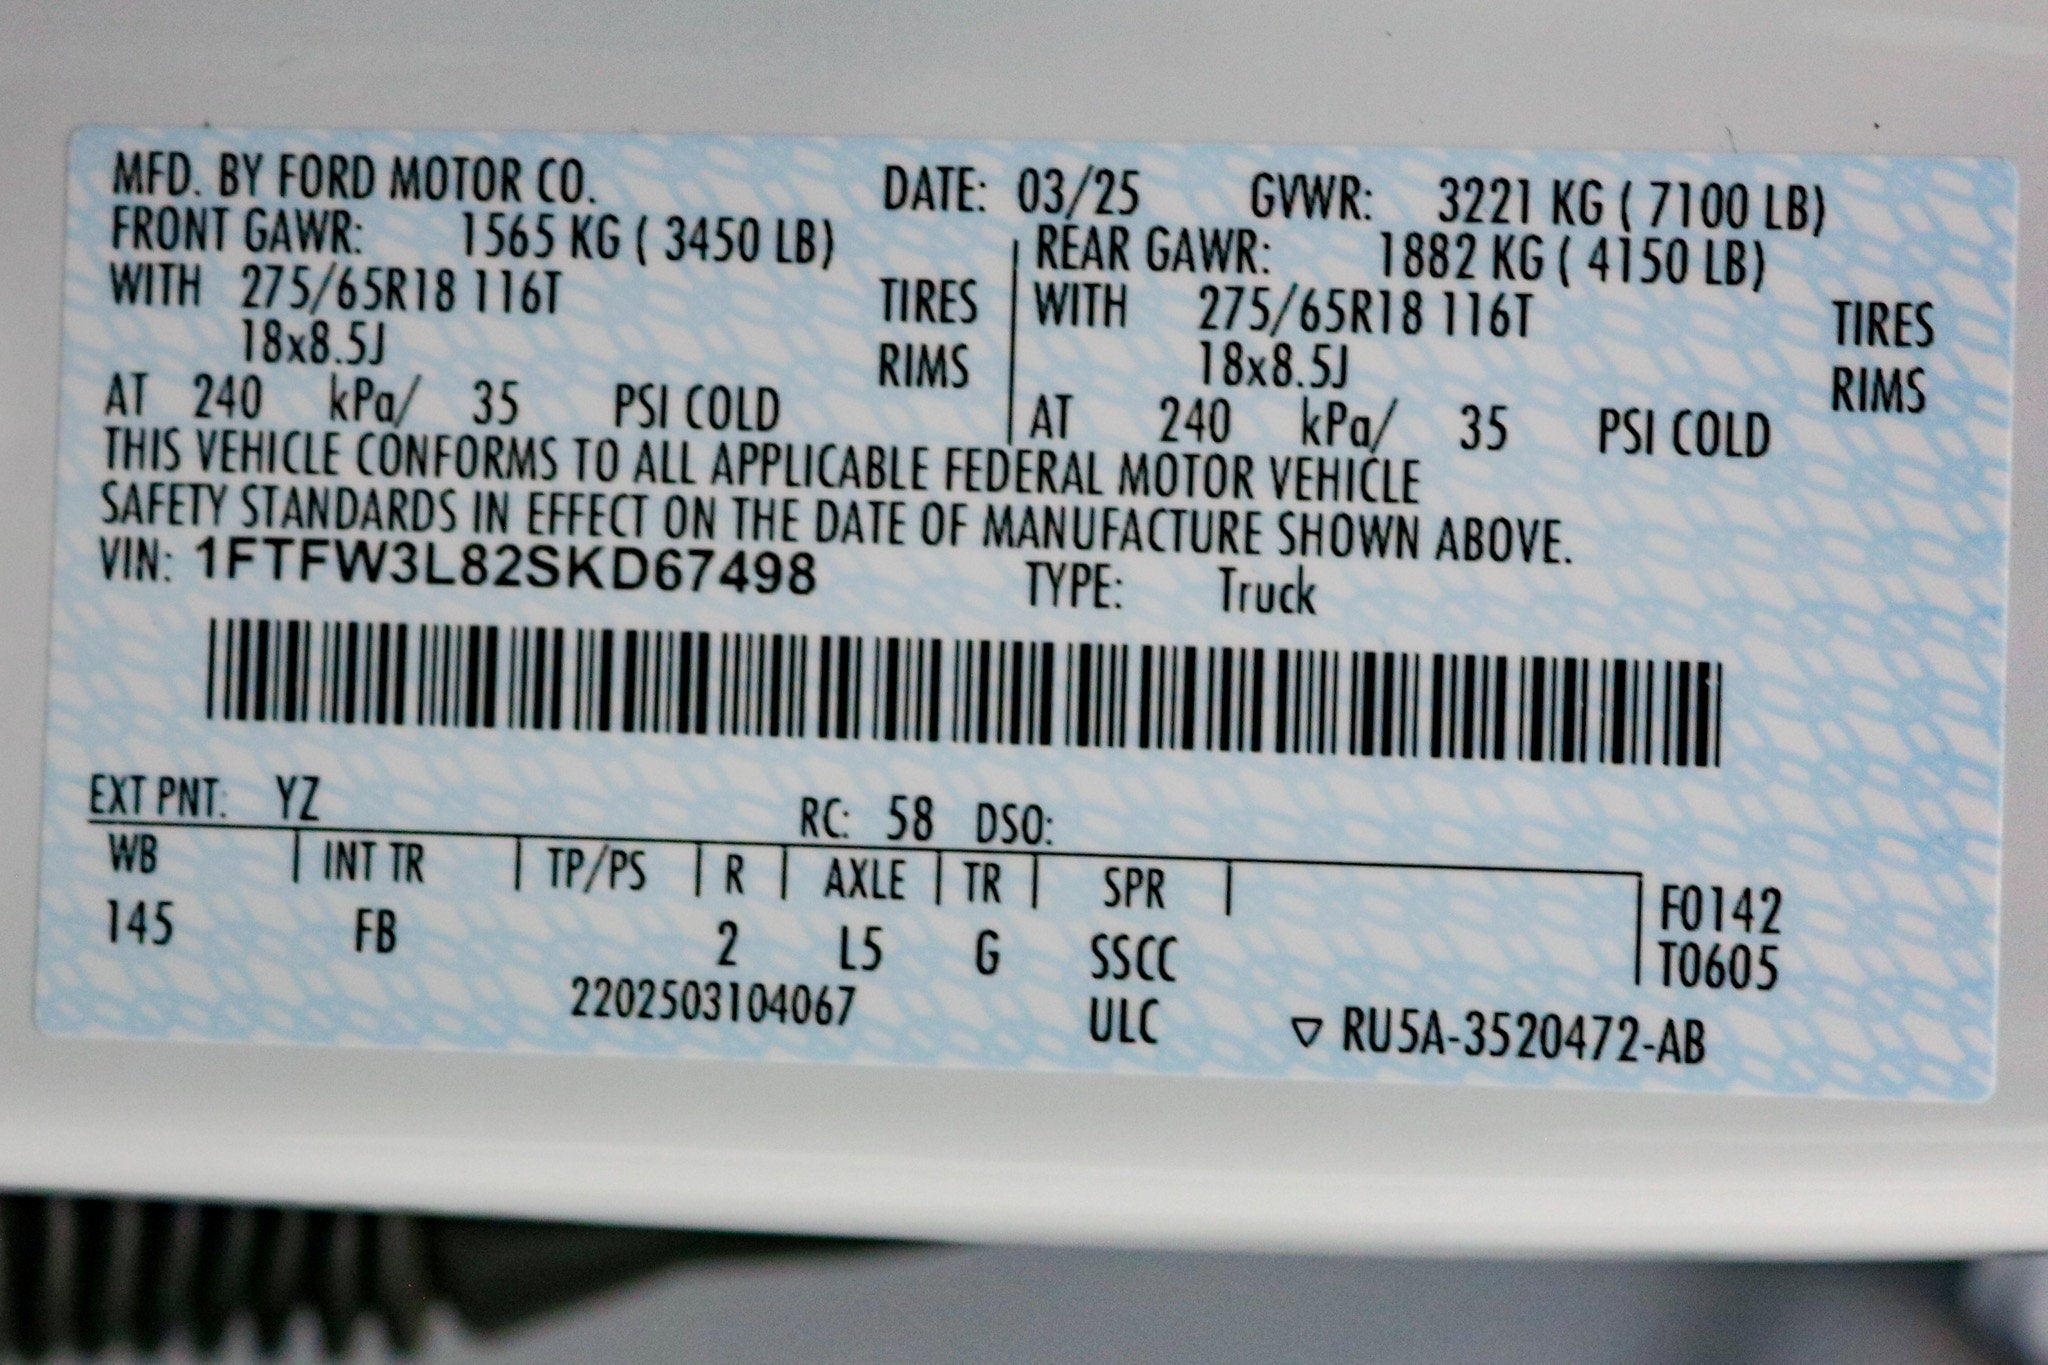 MFD. BY FORD MOTOR CO. DATE: 03/25 GVWR: 3221 KG ( 7100 LB)
FRONT GAWR: 1565 KG ( 3450 LB) REAR GAWR: 1882 KG ( 4150 LB)
WITH 275/65R18 116T TIRES WITH 275/65R18 116T TIRES
18x8.5J RIMS 18x8.5J RIMS
AT 240 kPa/ 35 PSI COLD AT 240 kPa/ 35 PSI COLD
THIS VEHICLE CONFORMS TO ALL APPLICABLE FEDERAL MOTOR VEHICLE
SAFETY STANDARDS IN EFFECT ON THE DATE OF MANUFACTURE SHOWN ABOVE.
VIN: 1FTFW3L82SKD67498 TYPE: Truck
EXT PNT: YZ RC: 58 DSO:
WB INT TR TP/PS R AXLE TR SPR F0142
145 FB 2 L5 G SSCC T0605
2202503104067 ULC ▽ RU5A-3520472-AB